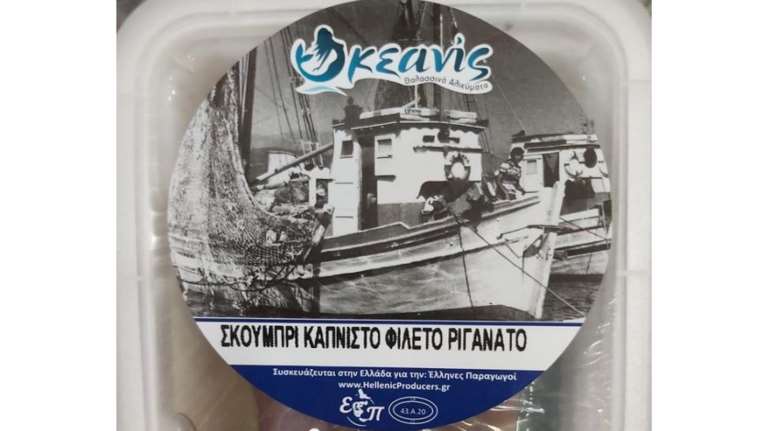 Ωκεανίς
Θαλασσινά Αλιεύματα
ΣΚΟΥΜΠΡΙ ΚΑΠΝΙΣΤΟ ΦΙΛΕΤΟ ΡΙΓΑΝΑΤΟ
Συσκευάζεται στην Ελλάδα για την: Έλληνες Παραγωγοί
www.HellenicProducers.gr
εΠ
43.A.20